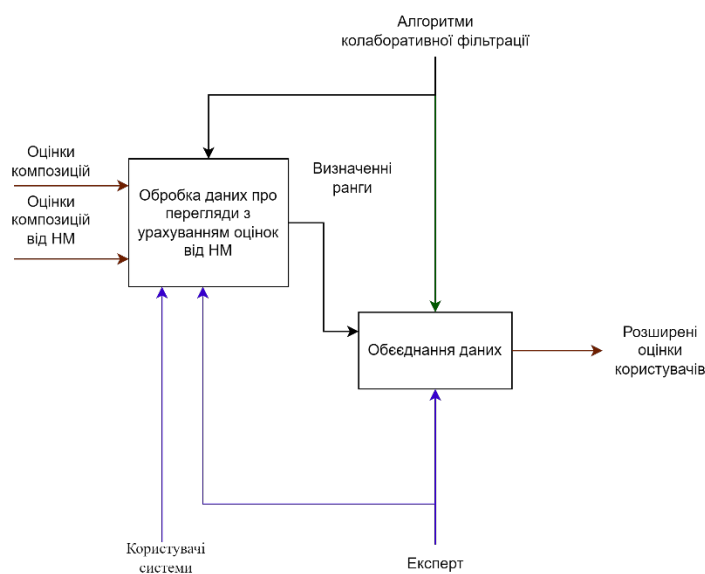 Алгоритми
колаборативної фільтрації
Оцінки
композицій
Оцінки
композицій
від НМ
Обробка даних про
перегляди з
урахуванням оцінок
від НМ
Визначенні
ранги
Обєєднання даних
Розширені
оцінки
користувачів
Користувачі
системи
Експерт